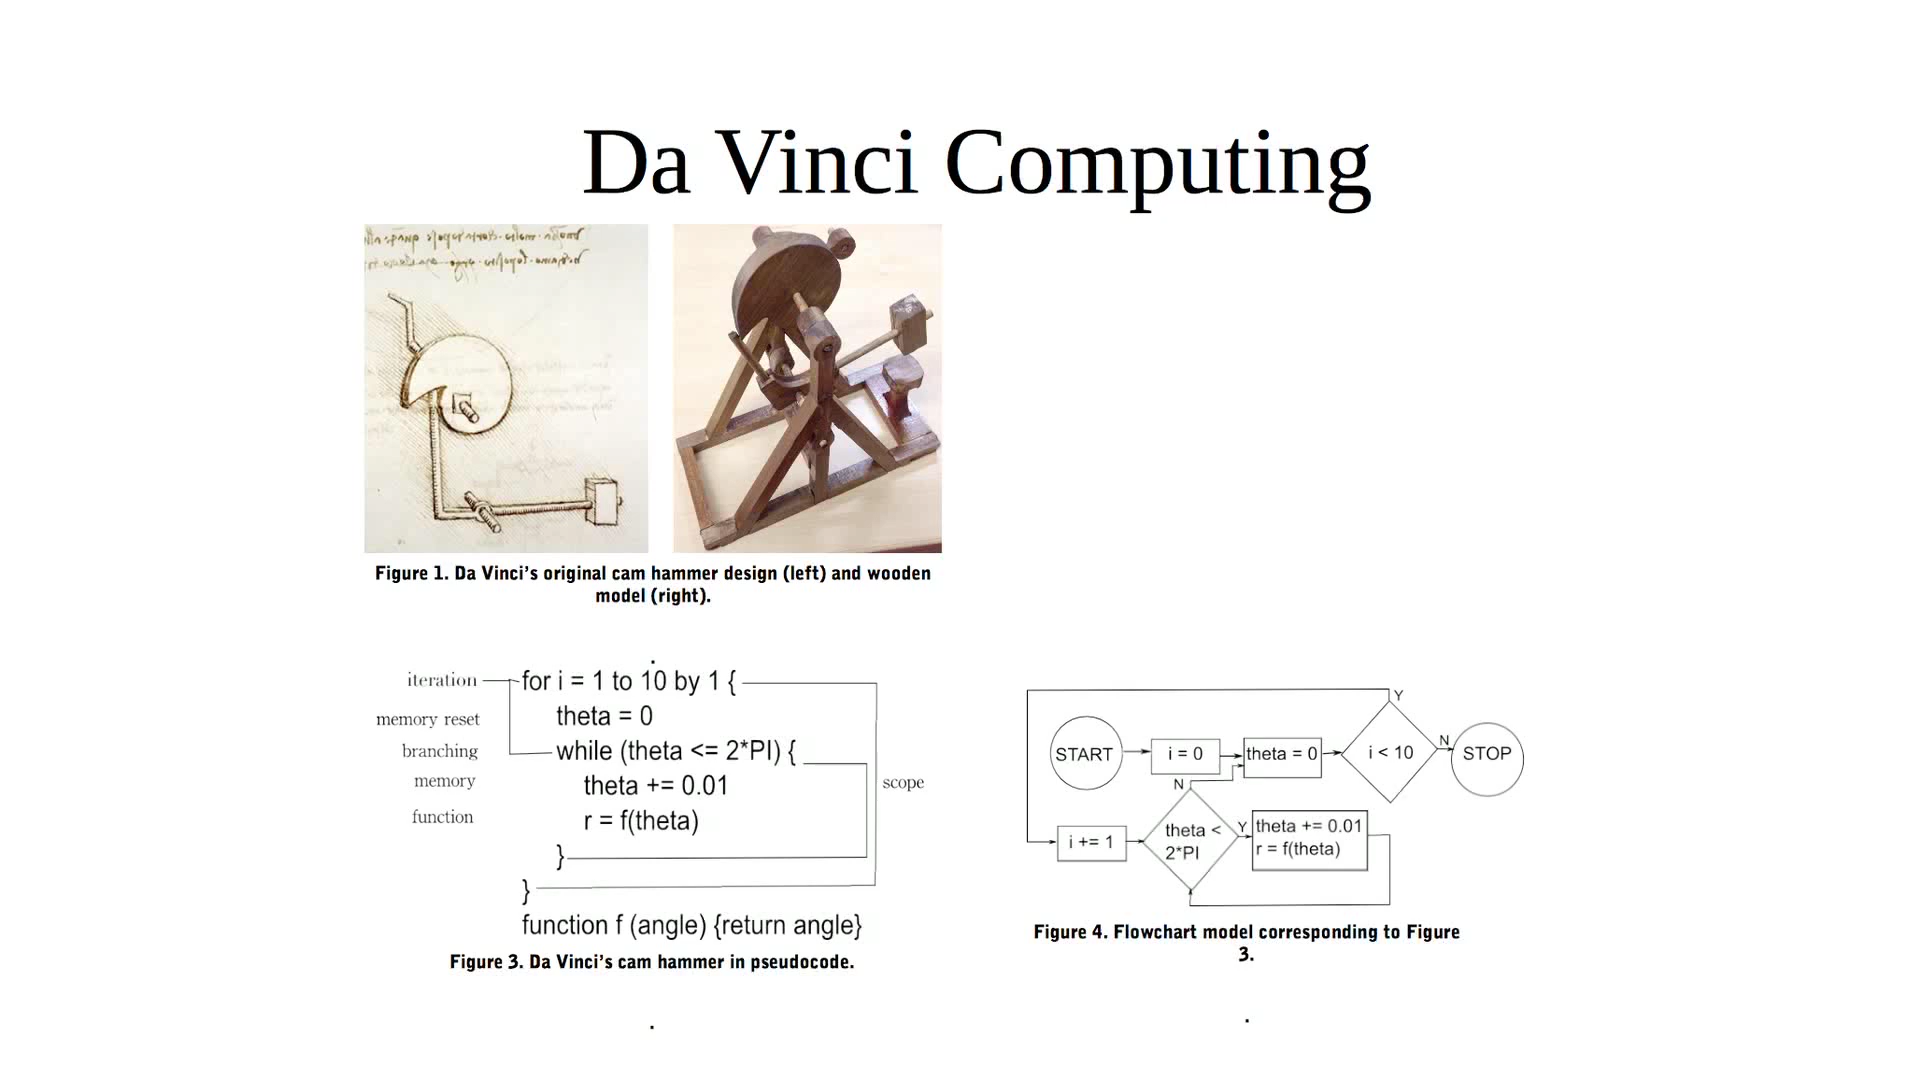 Da Vinci Computing
Figure 1. Da Vinci's original cam hammer design (left) and wooden
model (right).
iteration
memory reset
branching
memory
function
for i = 1 to 10 by 1 {
theta = 0
while (theta <= 2*PI) {
theta += 0.01
r = f(theta)
}
}
function f (angle) {return angle}
scope
Figure 3. Da Vinci's cam hammer in pseudocode.
START
i = 0
theta = 0
i < 10
Y
N
STOP
i += 1
N
theta <
2*PI
Y
theta += 0.01
r = f(theta)
Figure 4. Flowchart model corresponding to Figure
3.